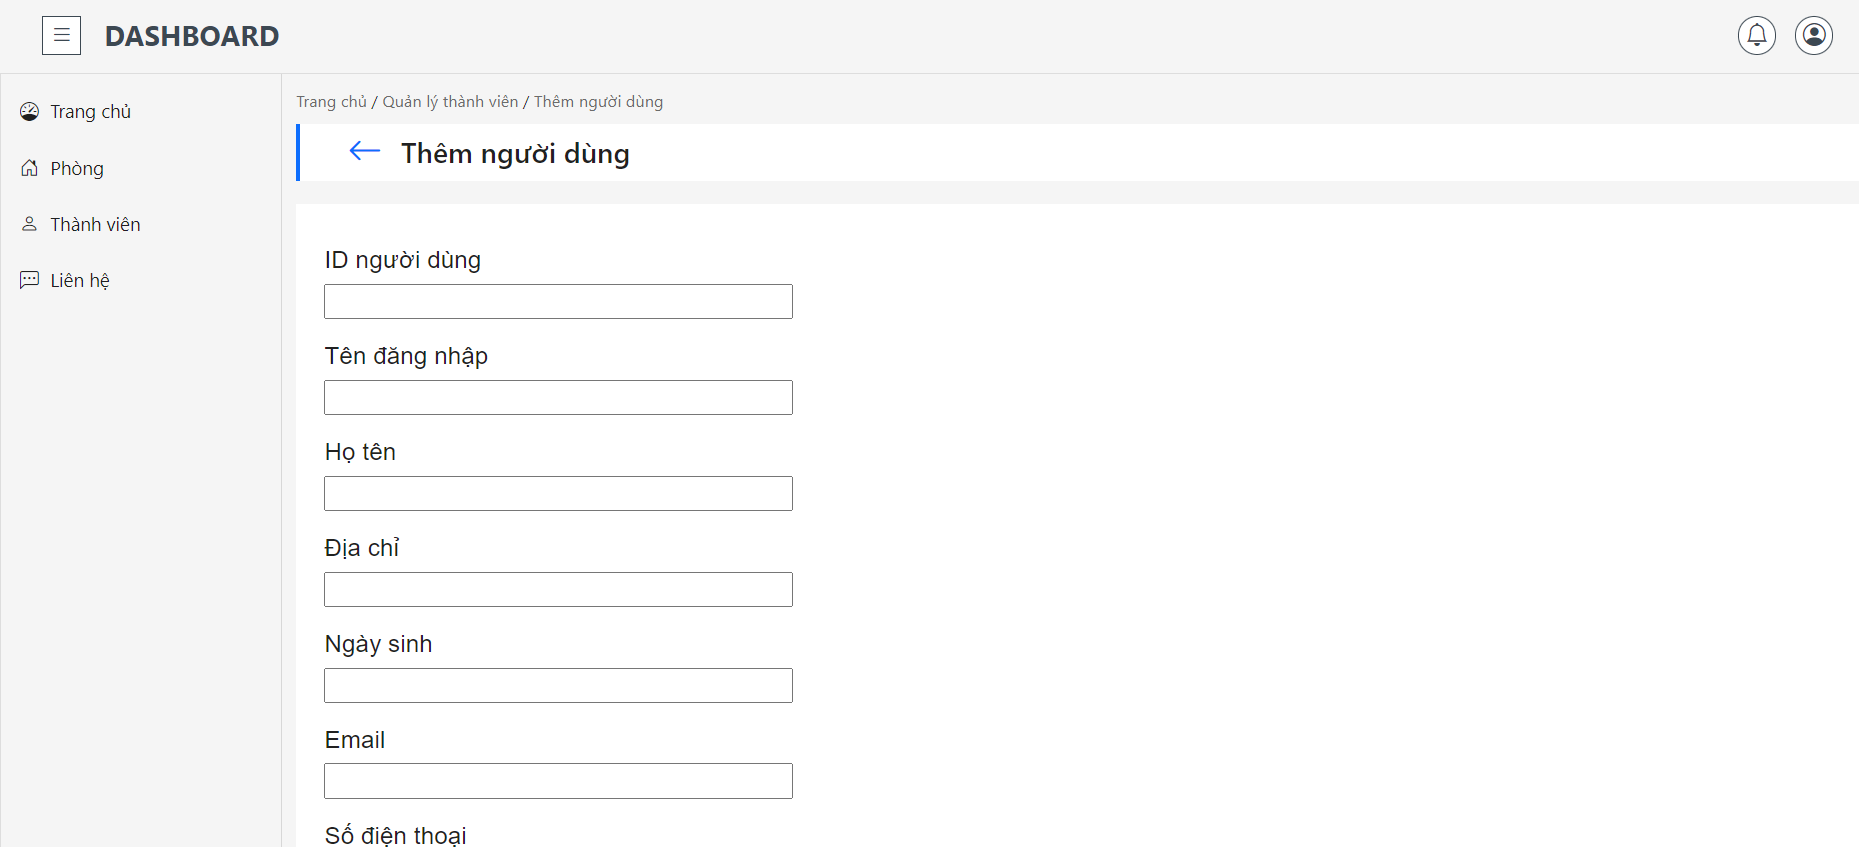 DASHBOARD
Trang chủ
Phòng
Thành viên
Liên hệ
Trang chủ / Quản lý thành viên / Thêm người dùng
Thêm người dùng
ID người dùng
Tên đăng nhập
Họ tên
Địa chỉ
Ngày sinh
Email
Số điện thoại